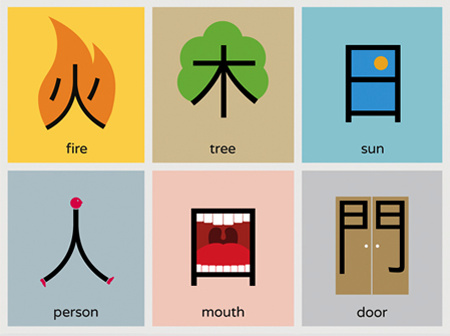 火 木 日
fire tree sun
人 口 門
person mouth door